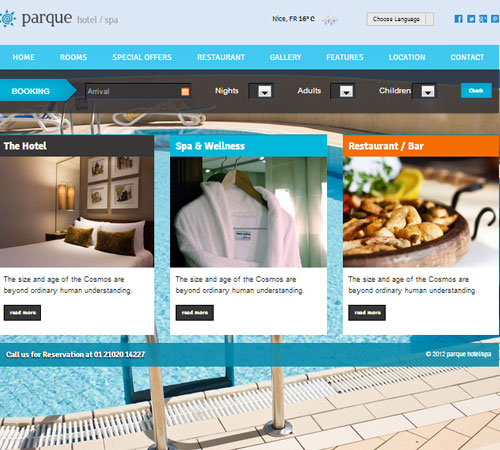 parque hotel / spa
Nice, FR 16° C
Choose Language
HOME ROOMS SPECIAL OFFERS RESTAURANT GALLERY FEATURES LOCATION CONTACT
BOOKING Arrival Nights Adults Children Check
The Hotel
The size and age of the Cosmos are
beyond ordinary human understanding.
read more
Spa & Wellness
The size and age of the Cosmos are
beyond ordinary human understanding.
read more
Restaurant / Bar
The size and age of the Cosmos are
beyond ordinary human understanding.
read more
Call us for Reservation at 01 21020 14227
© 2012 parque hotel/spa